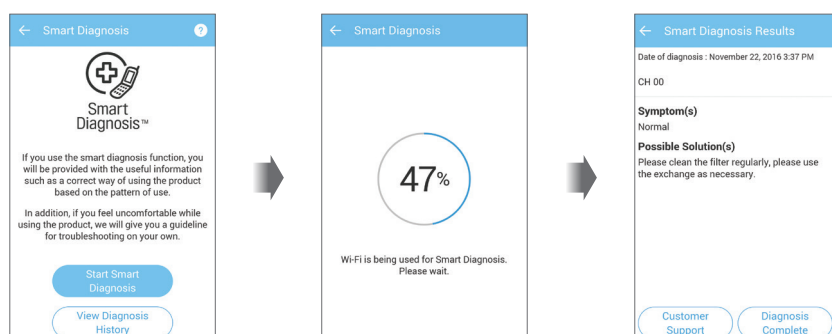 Smart Diagnosis
?
Smart
Diagnosis™
If you use the smart diagnosis function, you
will be provided with the useful information
such as a correct way of using the product
based on the pattern of use.
In addition, if you feel uncomfortable while
using the product, we will give you a guideline
for troubleshooting on your own.
Start Smart
Diagnosis
View Diagnosis
History
Smart Diagnosis
47%
Wi-Fi is being used for Smart Diagnosis.
Please wait.
Smart Diagnosis Results
Date of diagnosis : November 22, 2016 3:37 PM
CH 00
Symptom(s)
Normal
Possible Solution(s)
Please clean the filter regularly, please use
the exchange as necessary.
Customer
Support
Diagnosis
Complete